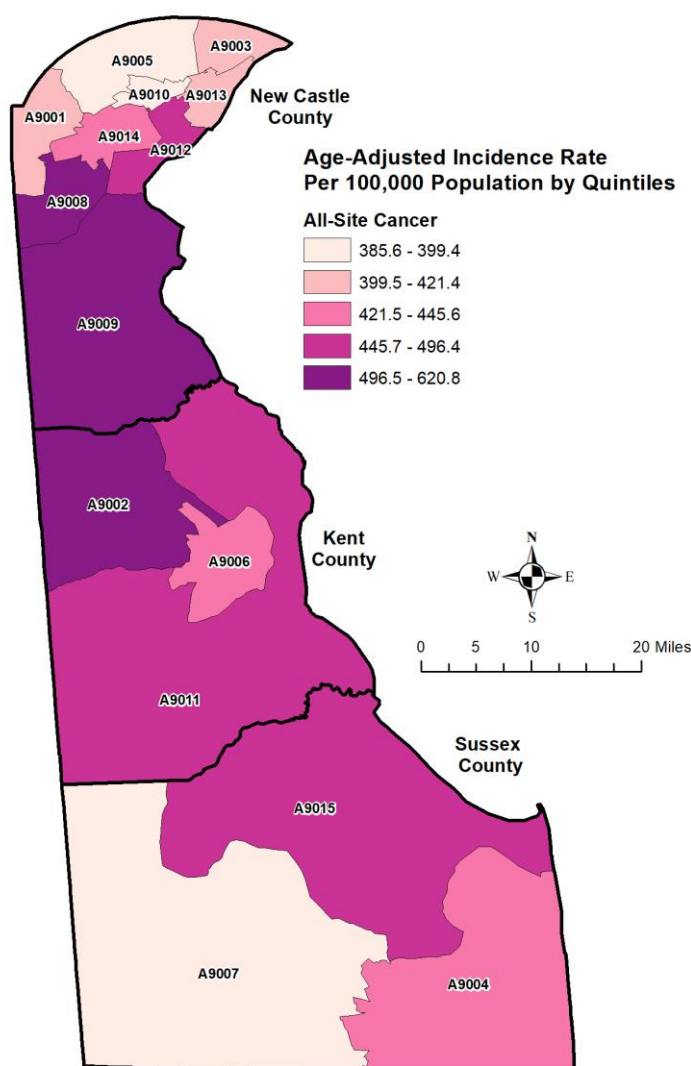 A9003
A9005
A9010
A9013
A9001
New Castle
County
A9014
A9012
Age-Adjusted Incidence Rate
Per 100,000 Population by Quintiles
A9008
All-Site Cancer
385.6 - 399.4
399.5 - 421.4
421.5 - 445.6
445.7 - 496.4
496.5 - 620.8
A9009
A9002
Kent
County
A9006
N
W
E
S
0 5 10 20 Miles
A9011
Sussex
County
A9015
A9007
A9004